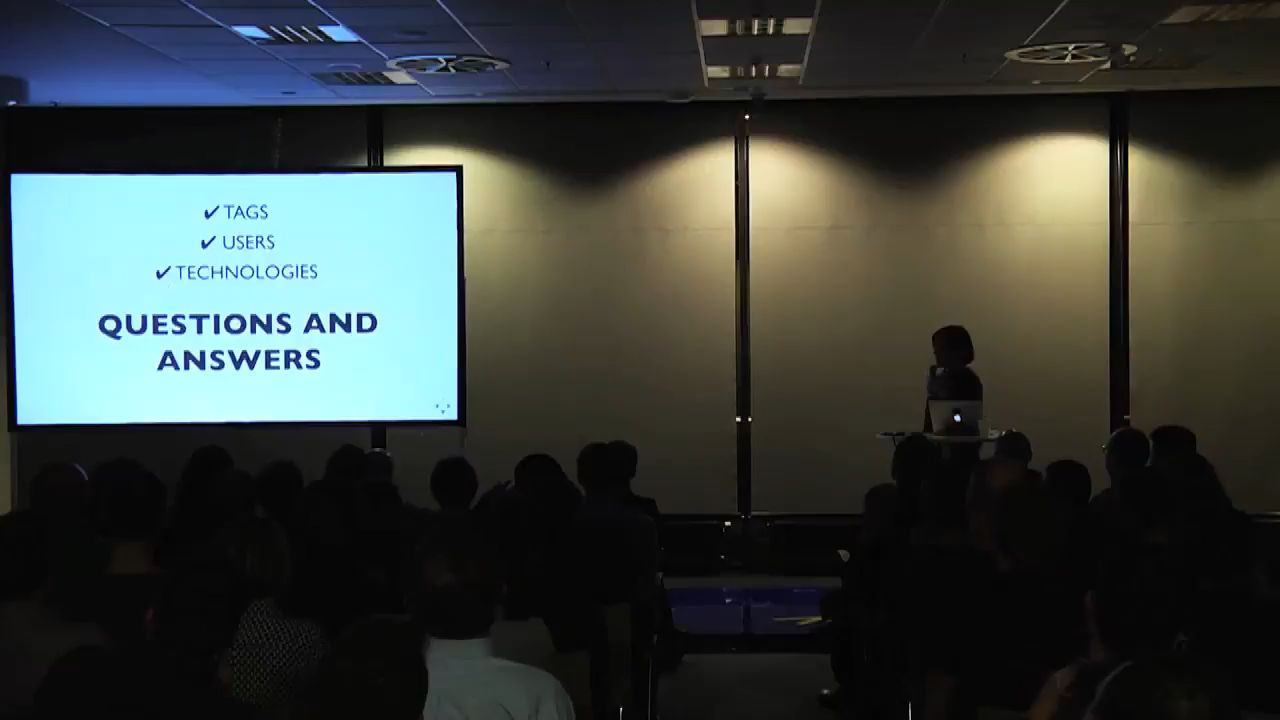 ✔ TAGS
✔ USERS
✔ TECHNOLOGIES
QUESTIONS AND
ANSWERS